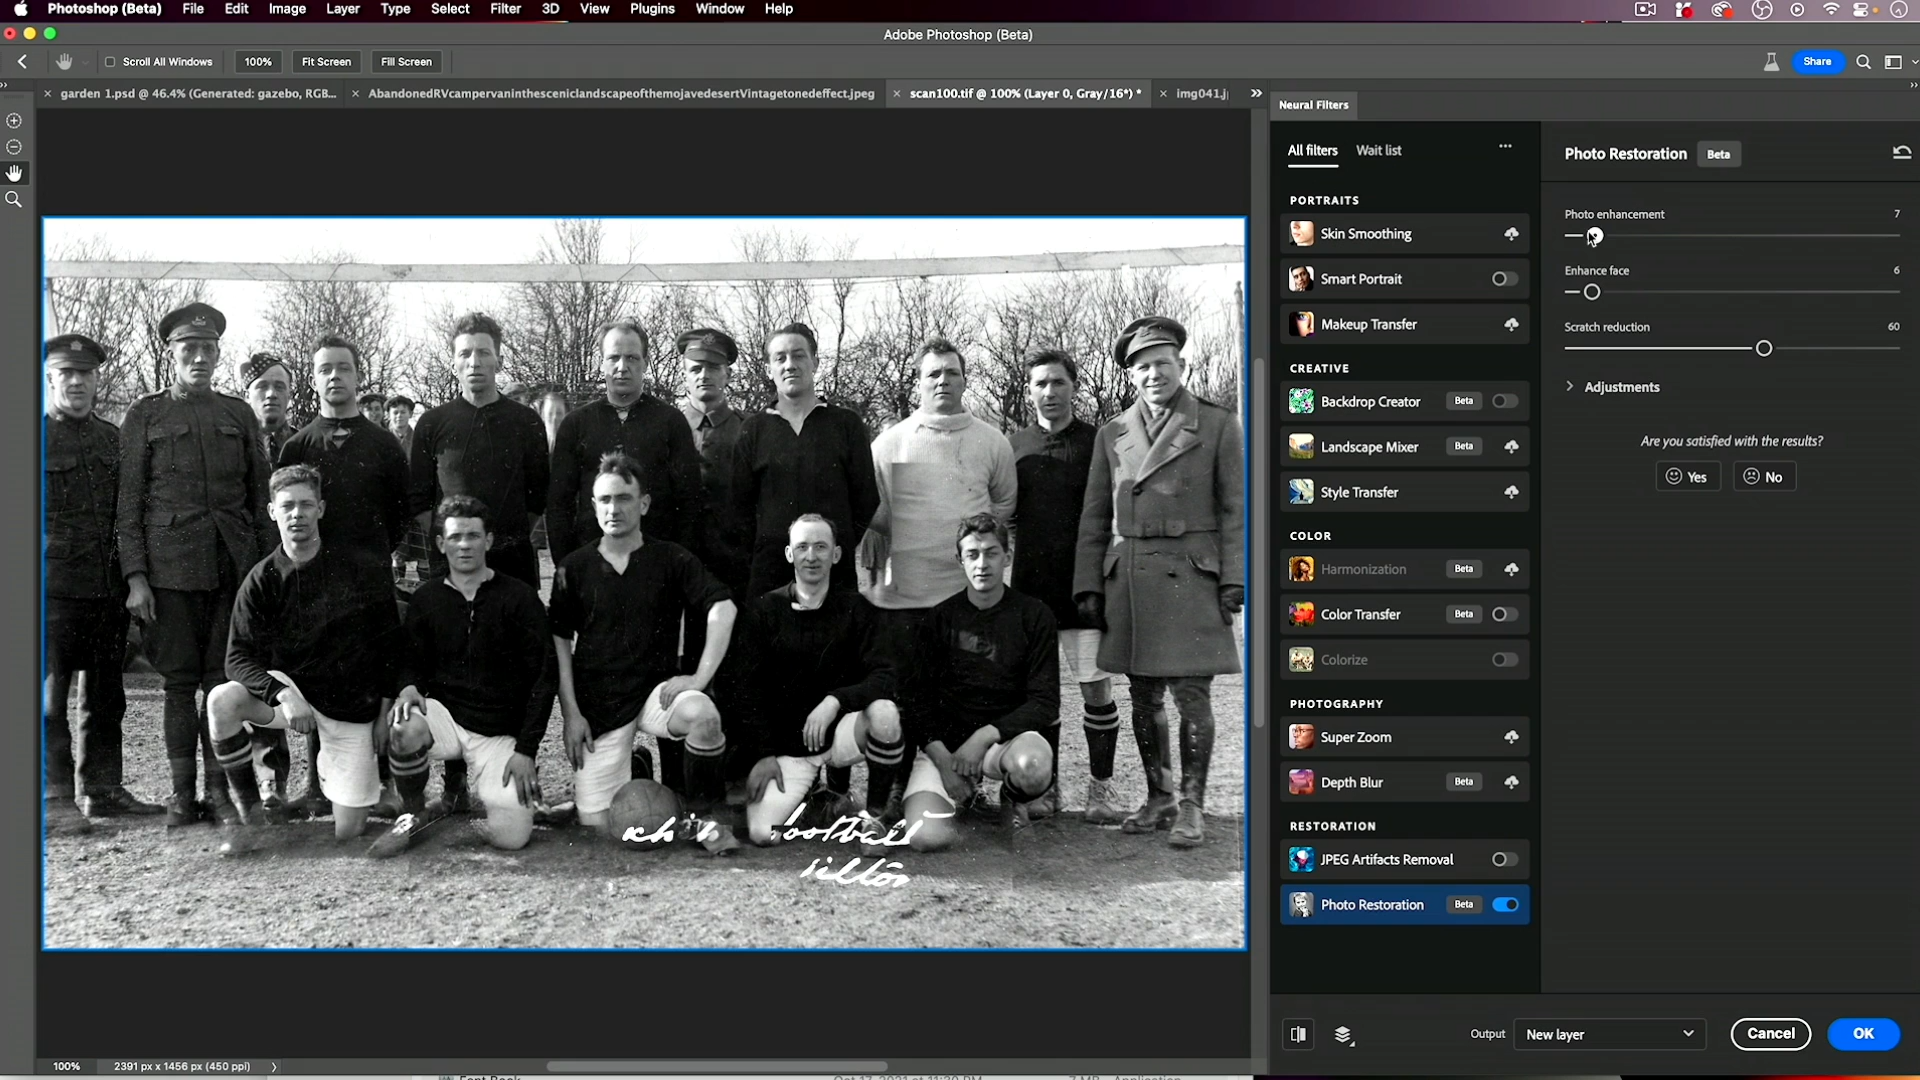 Photoshop (Beta) File Edit Image Layer Type Select Filter 3D View Plugins Window Help
Adobe Photoshop (Beta)
Scroll All Windows 100% Fit Screen Fill Screen Share
garden 1.psd @ 46.4% (Generated: gazebo, RGB... AbandonedRVcampervaninthesceniclandscapeofthemojavedesertVintagetonedeffect.jpeg scan100.tif @ 100% (Layer 0, Gray/16*) * img041.j
Neural Filters
All filters Wait list
PORTRAITS
Skin Smoothing
Smart Portrait
Makeup Transfer
CREATIVE
Backdrop Creator Beta
Landscape Mixer Beta
Style Transfer
COLOR
Harmonization Beta
Color Transfer Beta
Colorize
PHOTOGRAPHY
Super Zoom
Depth Blur Beta
RESTORATION
JPEG Artifacts Removal
Photo Restoration Beta
Photo Restoration Beta
Photo enhancement 7
Enhance face 6
Scratch reduction 60
Adjustments
Are you satisfied with the results?
Yes No
ootball
Output New layer Cancel OK
100% 2391 px x 1456 px (450 ppi)